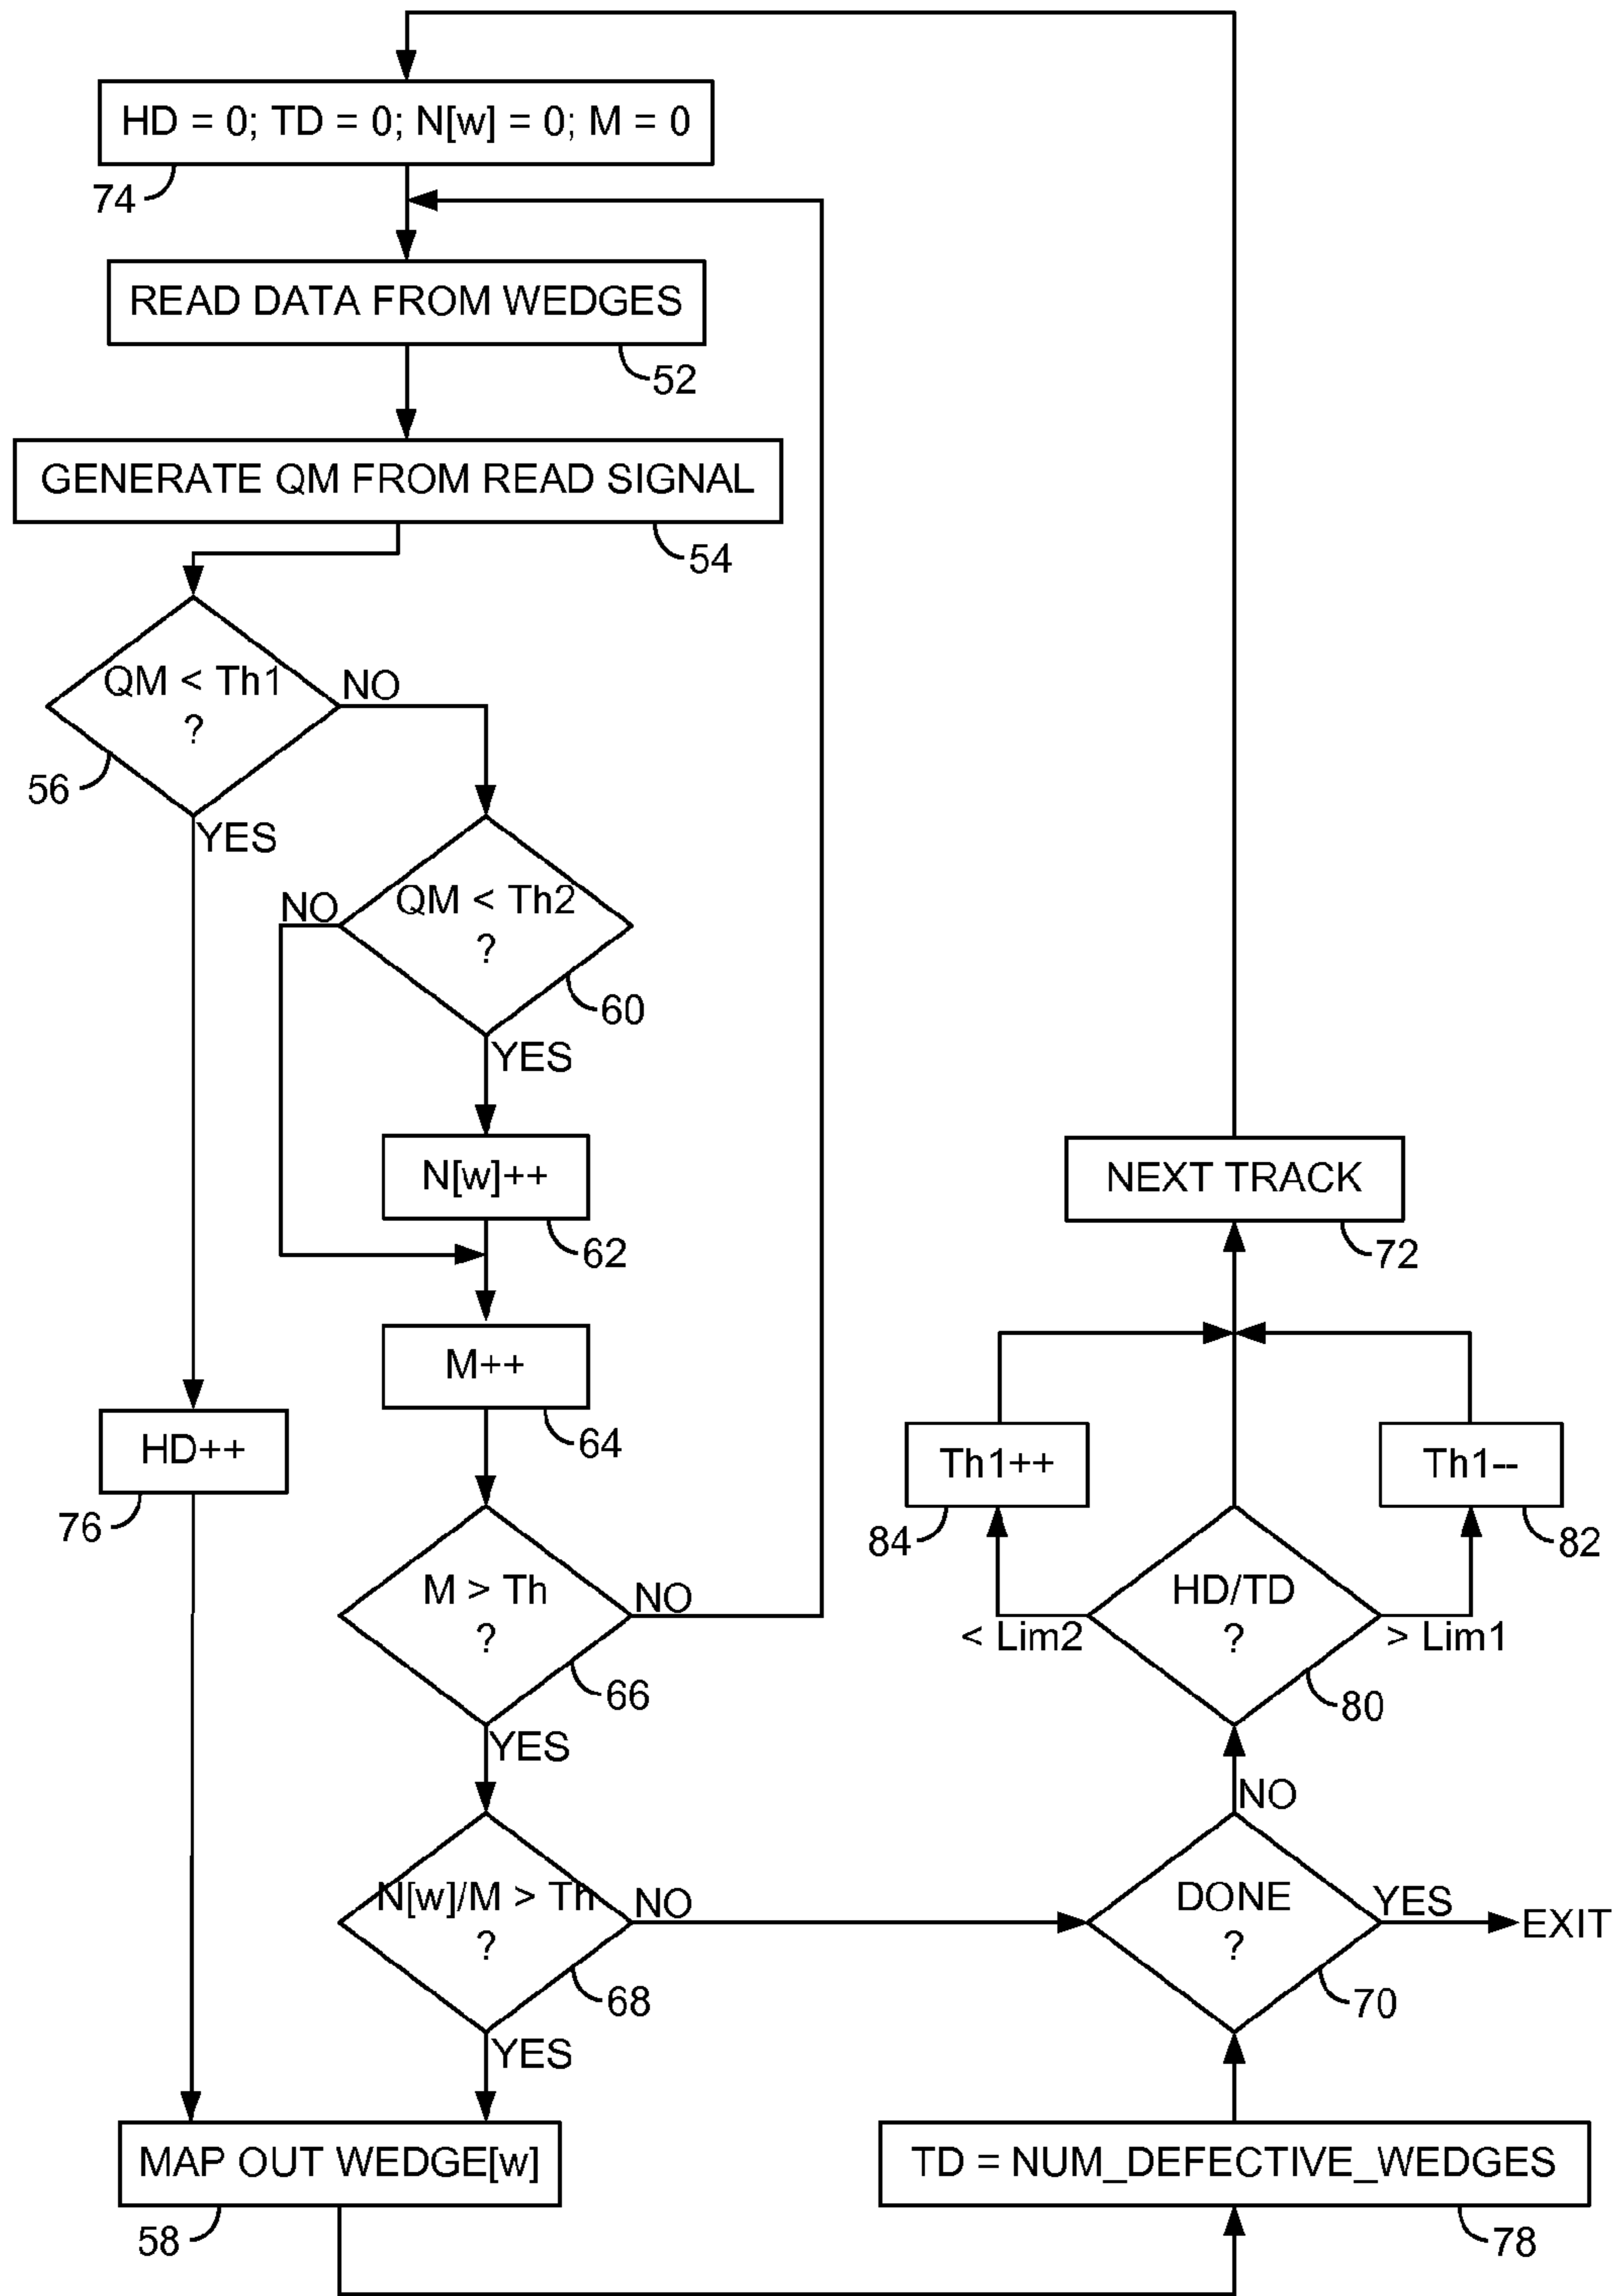 HD = 0; TD = 0; N[w] = 0; M = 0
74
READ DATA FROM WEDGES
52
GENERATE QM FROM READ SIGNAL
54
QM < Th1
?
NO
56
YES
QM < Th2
?
NO
60
YES
N[w]++
62
M++
64
HD++
76
M > Th
?
NO
66
YES
N[w]/M > Th
?
NO
68
YES
MAP OUT WEDGE[w]
58
NEXT TRACK
72
Th1++
84
Th1--
82
HD/TD
?
< Lim2
> Lim1
80
NO
DONE
?
YES
EXIT
70
TD = NUM_DEFECTIVE_WEDGES
78